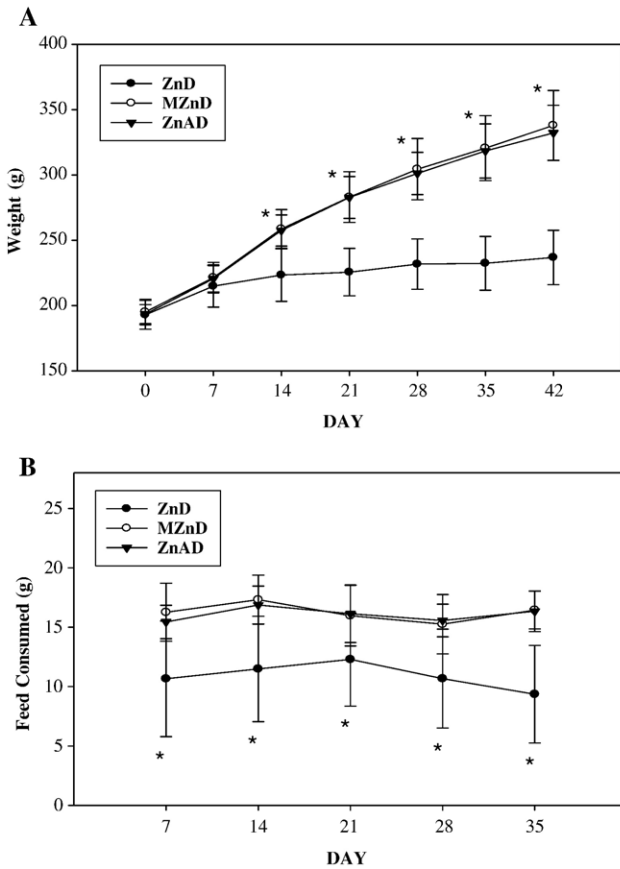 A
400
350
300
250
200
150
Weight (g)
ZnD
MZnD
ZnAD
*
*
*
*
*
0 7 14 21 28 35 42
DAY
B
25
20
15
10
5
0
Feed Consumed (g)
ZnD
MZnD
ZnAD
*
*
*
*
*
7 14 21 28 35
DAY